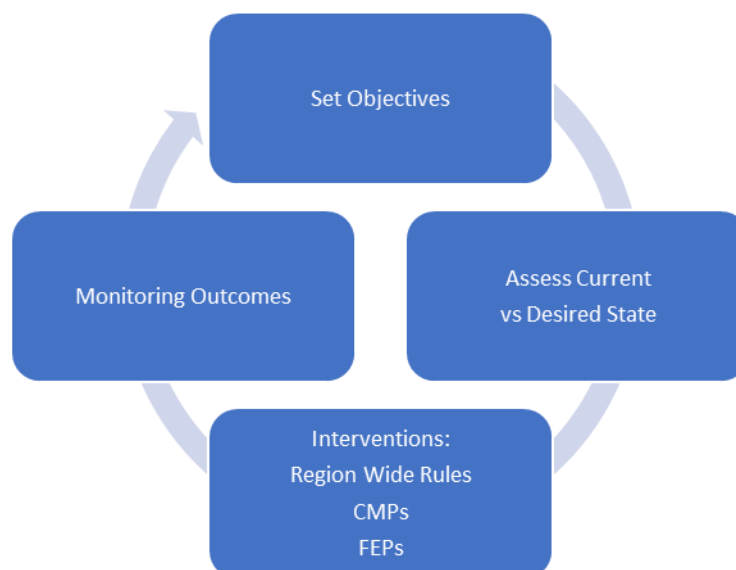 Set Objectives
Assess Current
vs Desired State
Interventions:
Region Wide Rules
CMPs
FEPs
Monitoring Outcomes